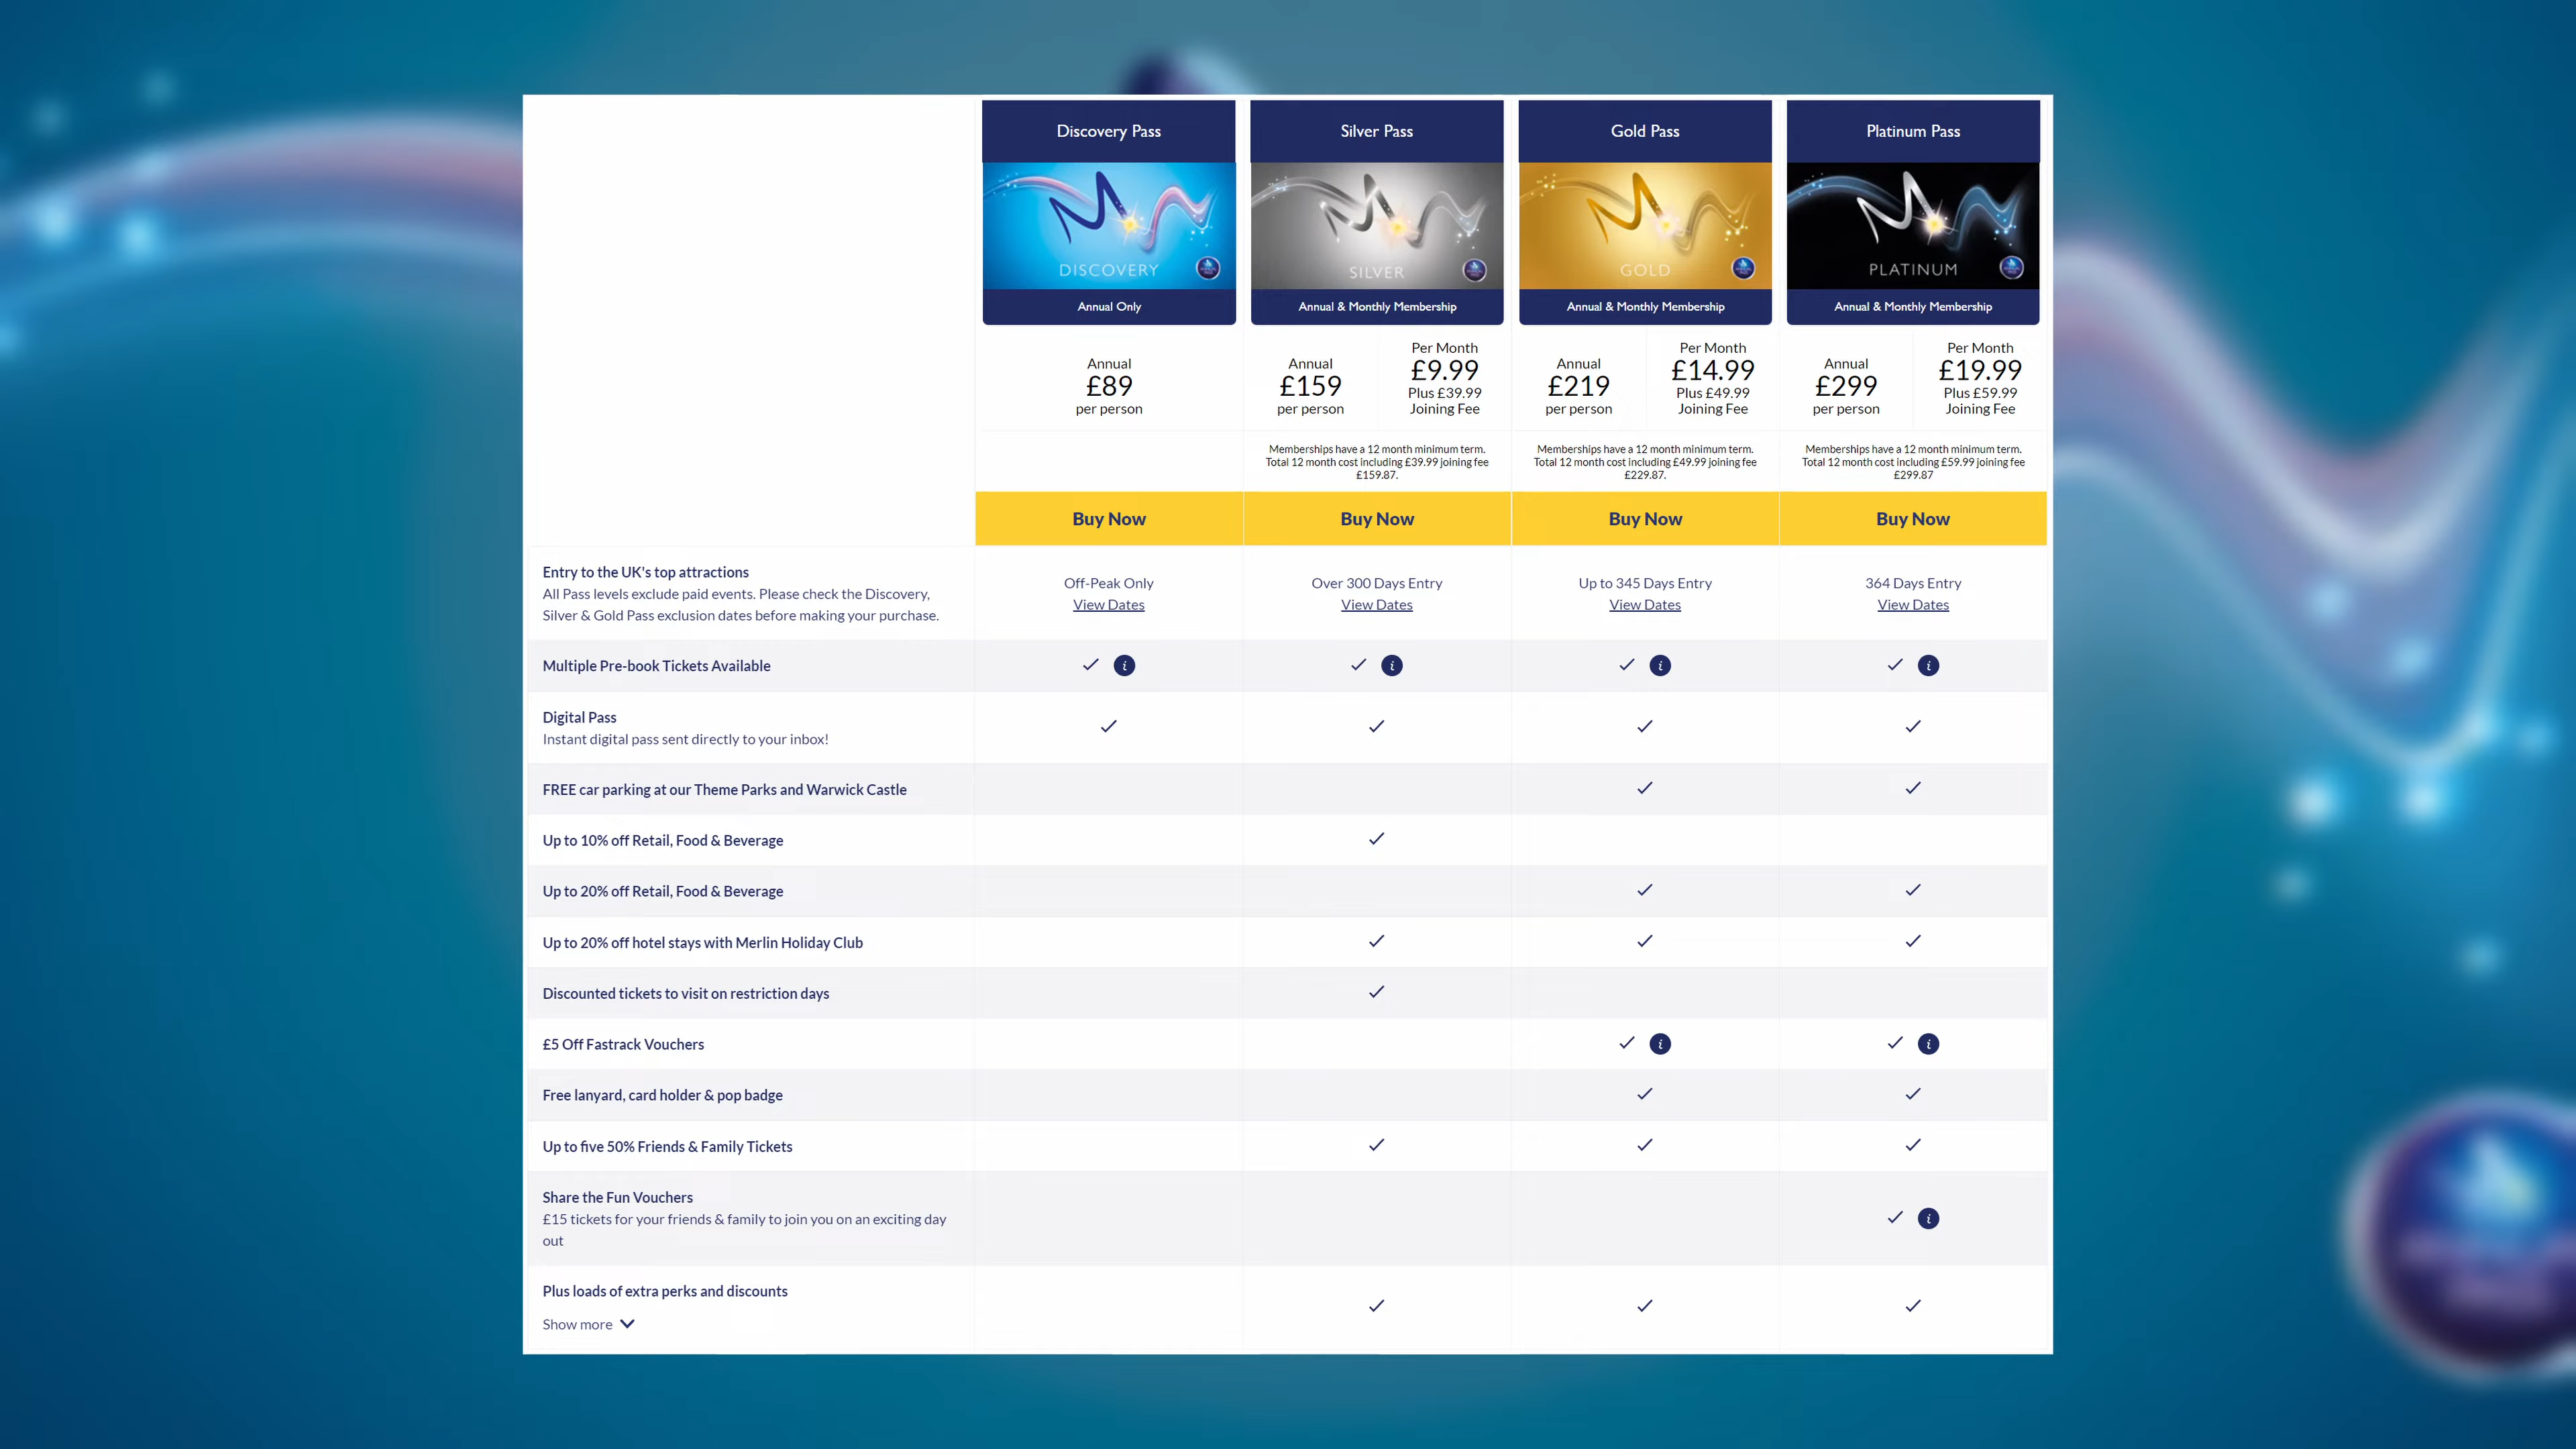 Discovery Pass
Silver Pass
Gold Pass
Platinum Pass
DISCOVERY
SILVER
GOLD
PLATINUM
Annual Only
Annual & Monthly Membership
Annual & Monthly Membership
Annual & Monthly Membership
Annual
£89
per person
Annual
£159
per person
Per Month
£9.99
Plus £39.99
Joining Fee
Annual
£219
per person
Per Month
£14.99
Plus £49.99
Joining Fee
Annual
£299
per person
Per Month
£19.99
Plus £59.99
Joining Fee
Memberships have a 12 month minimum term.
Total 12 month cost including £39.99 joining fee
£159.87.
Memberships have a 12 month minimum term.
Total 12 month cost including £49.99 joining fee
£229.87.
Memberships have a 12 month minimum term.
Total 12 month cost including £59.99 joining fee
£299.87
Buy Now
Buy Now
Buy Now
Buy Now
Entry to the UK's top attractions
All Pass levels exclude paid events. Please check the Discovery,
Silver & Gold Pass exclusion dates before making your purchase.
Off-Peak Only
View Dates
Over 300 Days Entry
View Dates
Up to 345 Days Entry
View Dates
364 Days Entry
View Dates
Multiple Pre-book Tickets Available
i
i
i
i
Digital Pass
Instant digital pass sent directly to your inbox!
FREE car parking at our Theme Parks and Warwick Castle
Up to 10% off Retail, Food & Beverage
Up to 20% off Retail, Food & Beverage
Up to 20% off hotel stays with Merlin Holiday Club
Discounted tickets to visit on restriction days
£5 Off Fastrack Vouchers
i
i
Free lanyard, card holder & pop badge
Up to five 50% Friends & Family Tickets
Share the Fun Vouchers
£15 tickets for your friends & family to join you on an exciting day
out
i
Plus loads of extra perks and discounts
Show more